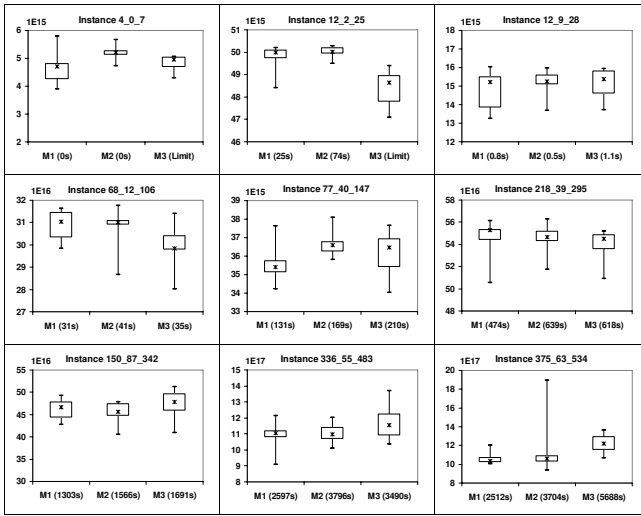 Instance 4_0_7
1E15
6
5
4
3
2
M1 (0s) M2 (0s) M3 (Limit)
Instance 12_2_25
1E15
52
50
48
46
M1 (25s) M2 (74s) M3 (Limit)
Instance 12_9_28
1E15
18
17
16
15
14
13
12
M1 (0.8s) M2 (0.5s) M3 (1.1s)
Instance 68_12_106
1E16
32
31
30
29
28
27
M1 (31s) M2 (41s) M3 (35s)
Instance 77_40_147
1E15
39
38
37
36
35
34
33
M1 (131s) M2 (169s) M3 (210s)
Instance 218_39_295
1E16
58
56
54
52
50
48
M1 (474s) M2 (639s) M3 (618s)
Instance 150_87_342
1E16
55
50
45
40
35
30
M1 (1303s) M2 (1566s) M3 (1691s)
Instance 336_55_483
1E17
15
14
13
12
11
10
9
8
M1 (2597s) M2 (3796s) M3 (3490s)
Instance 375_63_534
1E17
20
18
16
14
12
10
8
M1 (2512s) M2 (3704s) M3 (5688s)